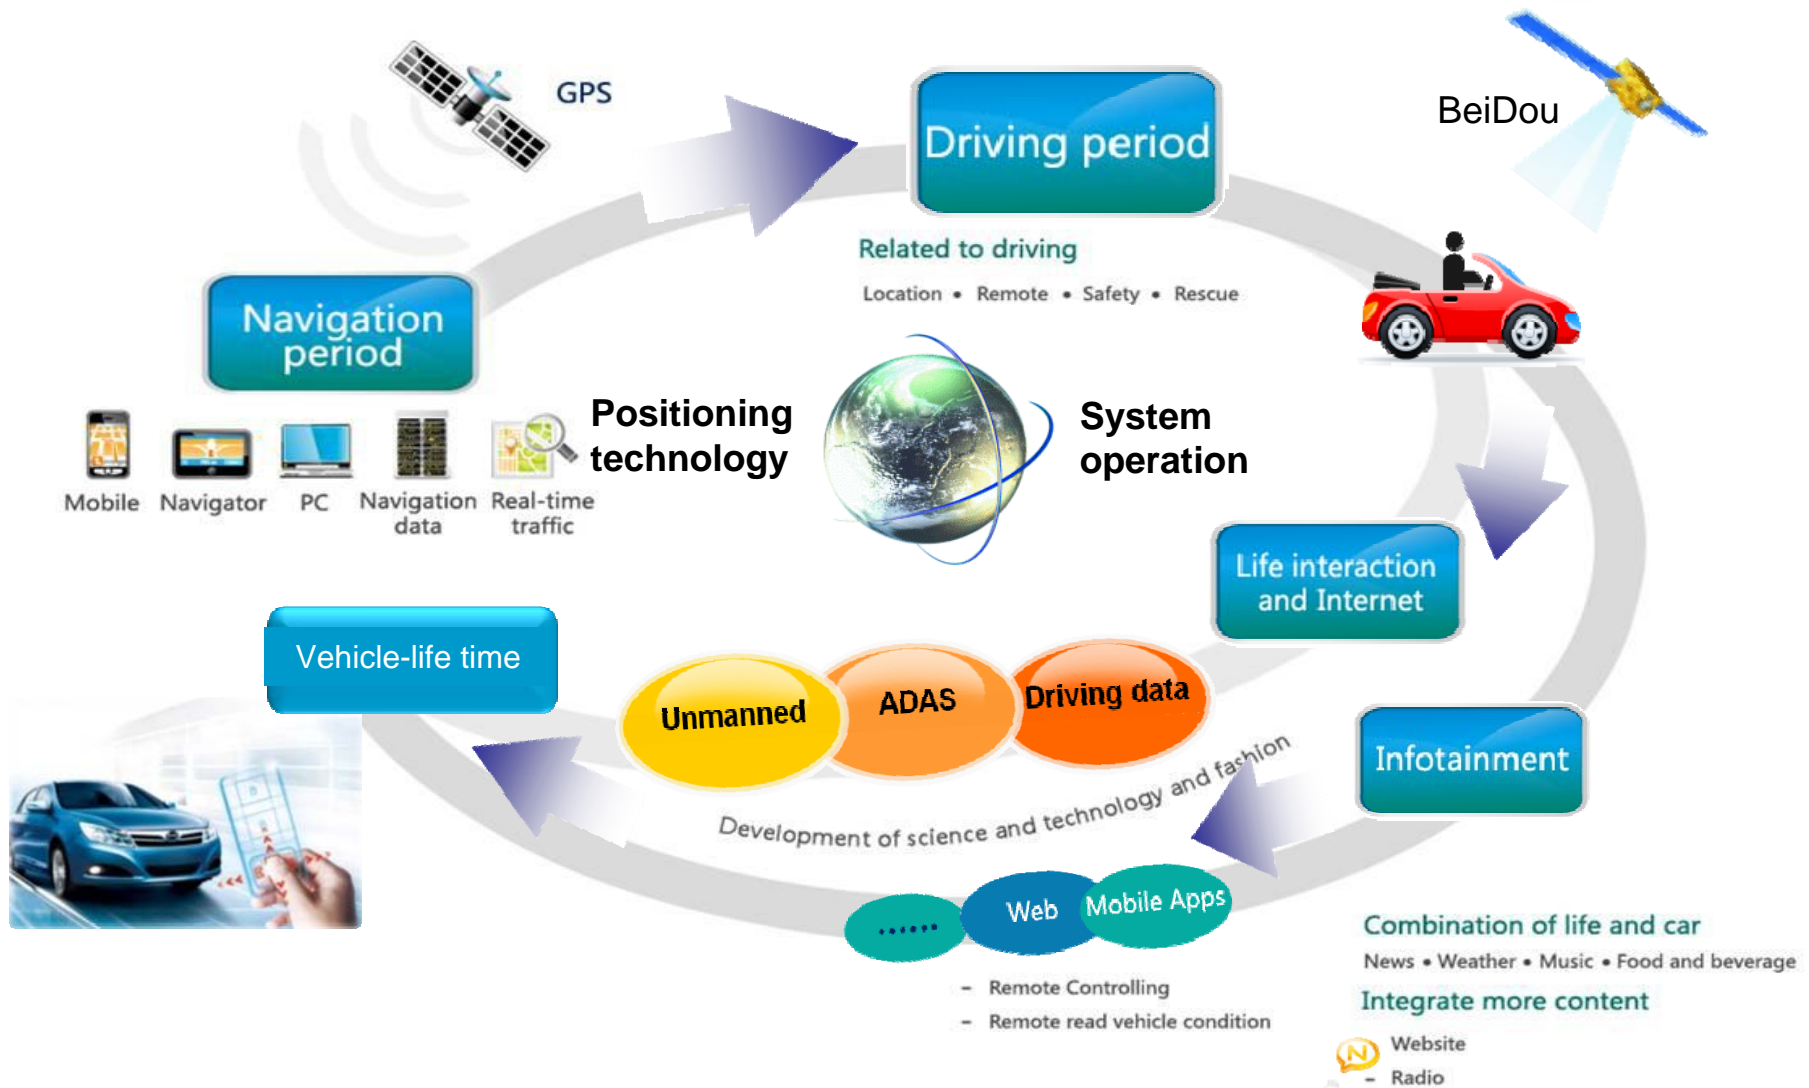 GPS
Driving period
BeiDou
Related to driving
Location • Remote • Safety • Rescue
Navigation
period
Positioning
technology
System
operation
Mobile
Navigator
PC
Navigation
data
Real-time
traffic
Life interaction
and Internet
Vehicle-life time
Unmanned
ADAS
Driving data
Infotainment
Development of science and technology and fashion
......
Web
Mobile Apps
– Remote Controlling
– Remote read vehicle condition
Combination of life and car
News • Weather • Music • Food and beverage
Integrate more content
N
Website
– Radio